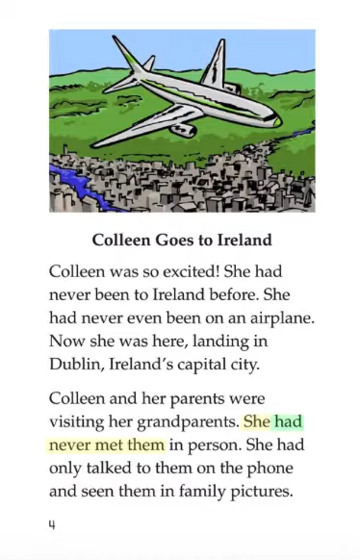 Colleen Goes to Ireland
Colleen was so excited! She had
never been to Ireland before. She
had never even been on an airplane.
Now she was here, landing in
Dublin, Ireland's capital city.
Colleen and her parents were
visiting her grandparents. She had
never met them in person. She had
only talked to them on the phone
and seen them in family pictures.
4